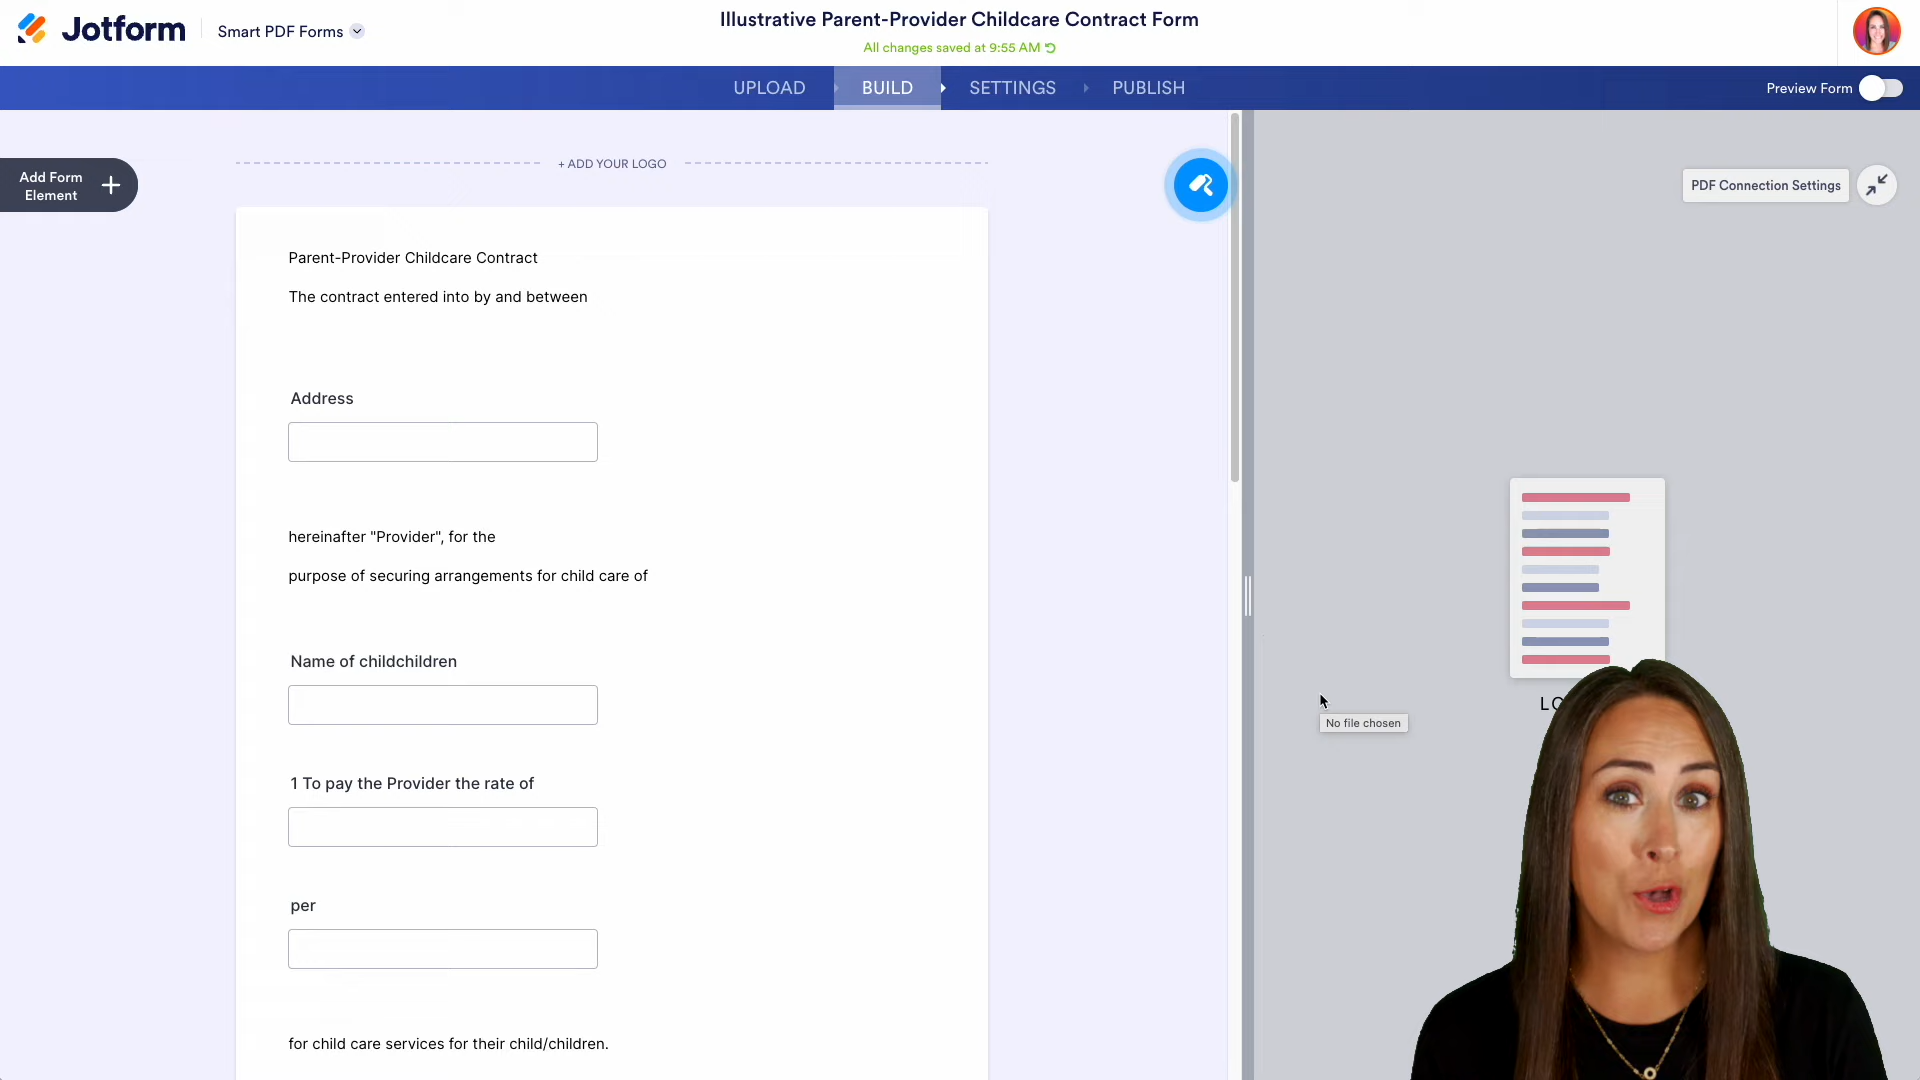 Jotform
Smart PDF Forms
Illustrative Parent-Provider Childcare Contract Form
All changes saved at 9:55 AM
UPLOAD
BUILD
SETTINGS
PUBLISH
Preview Form
Add Form
Element
+ ADD YOUR LOGO
PDF Connection Settings
Parent-Provider Childcare Contract
The contract entered into by and between
Address
hereinafter "Provider", for the
purpose of securing arrangements for child care of
Name of childchildren
No file chosen
1 To pay the Provider the rate of
per
for child care services for their child/children.